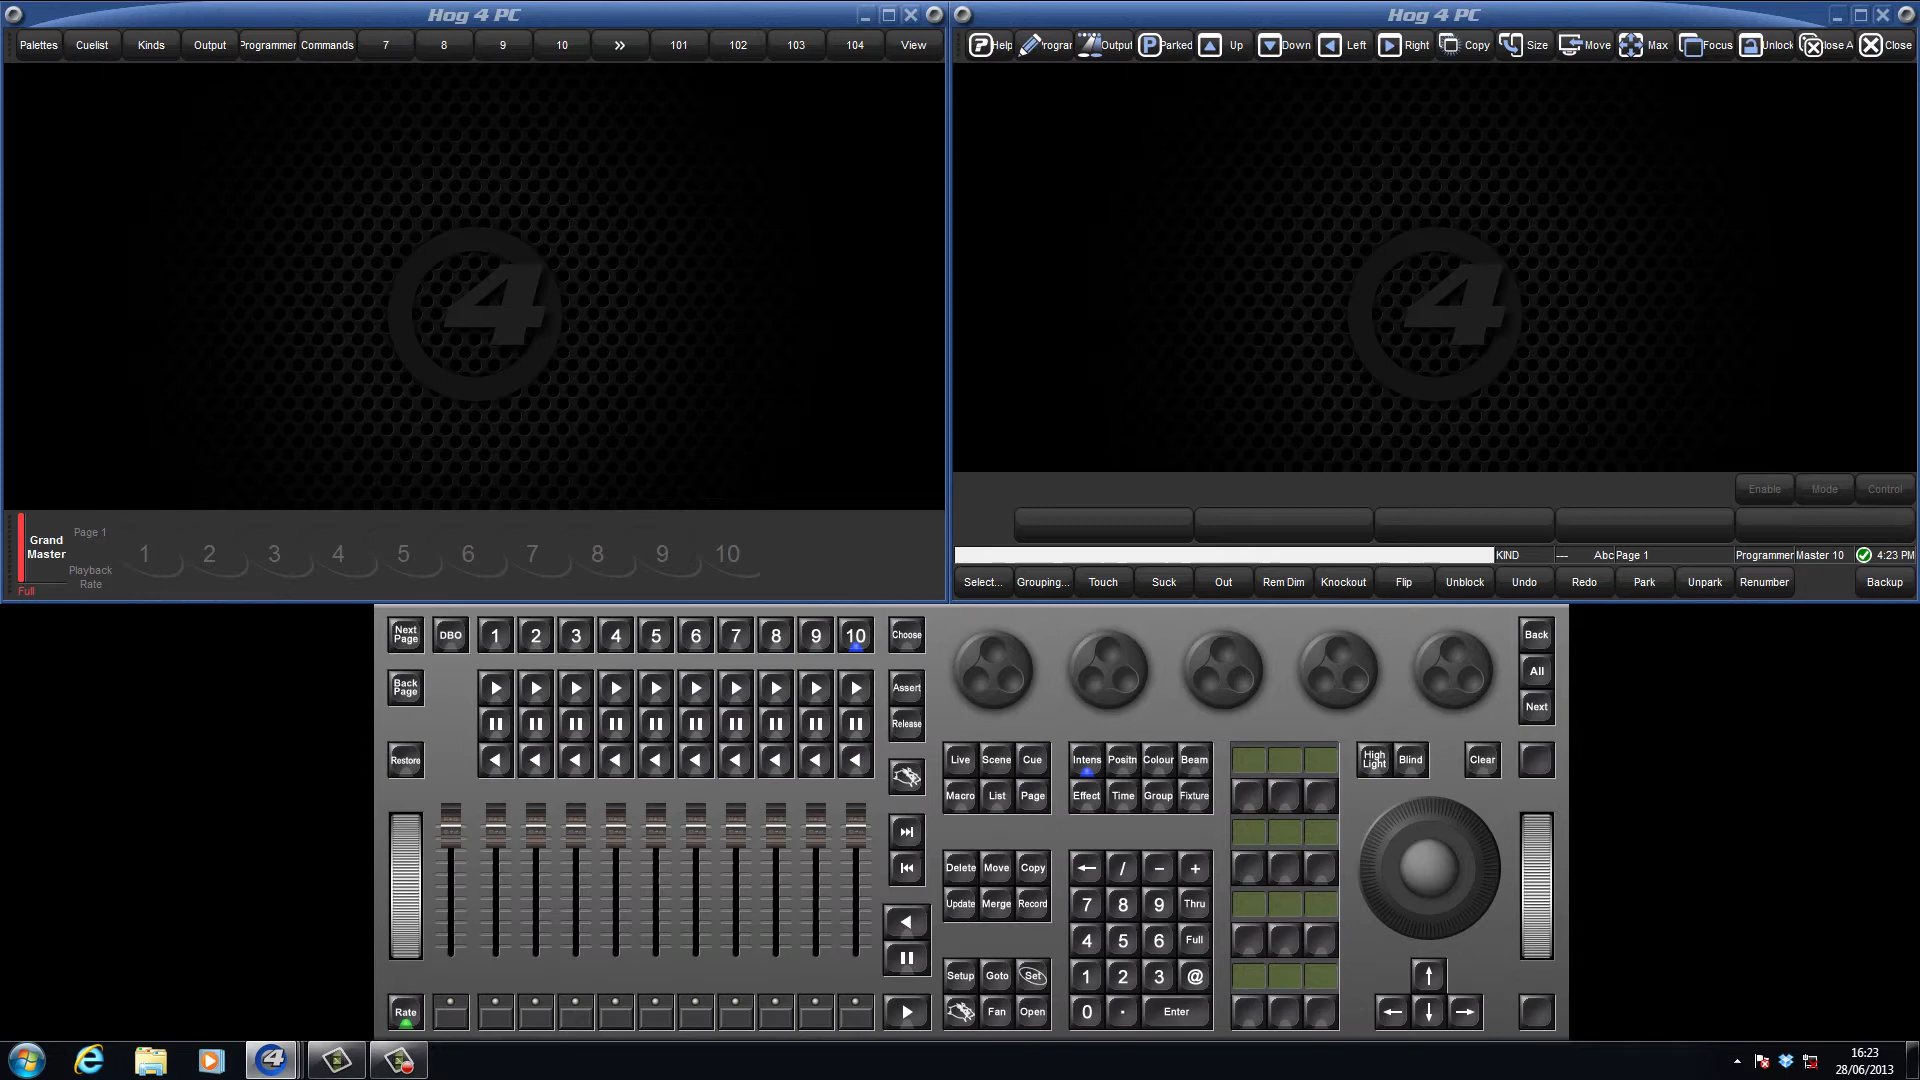 Hog 4 PC
Palettes Cuelist Kinds Output Programmer Commands 7 8 9 10 » 101 102 103 104 View
4
Grand Master
Full
Page 1
Playback Rate
1 2 3 4 5 6 7 8 9 10
Hog 4 PC
Help Progran Output Parked Up Down Left Right Copy Size Move Max Focus Unlock lose A Close
4
Enable Mode Control
KIND --- Abc Page 1 Programmer Master 10 4:23 PM
Select... Grouping... Touch Suck Out Rem Dim Knockout Flip Unblock Undo Redo Park Unpark Renumber Backup
Next Page DBO 1 2 3 4 5 6 7 8 9 10 Choose
Back Page Assert
Release
Restore
Rate
Back
All
Next
Live Scene Cue Intens Positn Colour Beam High Light Blind Clear
Macro List Page Effect Time Group Fixture
Delete Move Copy ← / − +
Update Merge Record 7 8 9 Thru
4 5 6 Full
Setup Goto Set 1 2 3 @
Fan Open 0 . Enter
16:23
28/06/2013